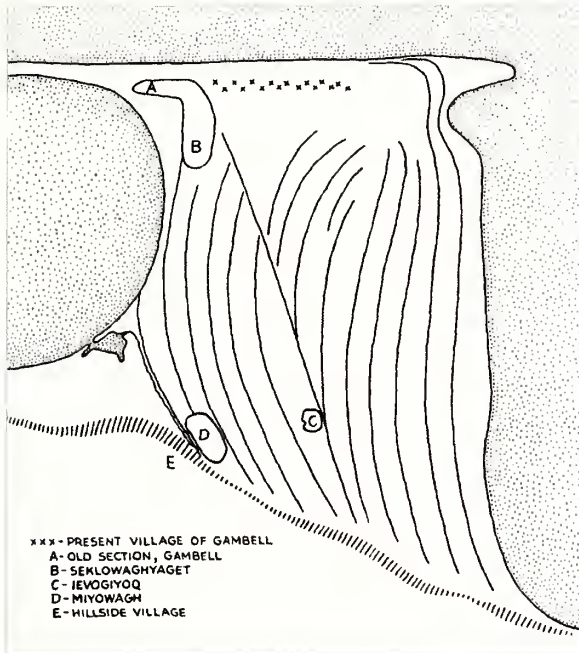 A
B
C
D
E
xxx-PRESENT VILLAGE OF GAMBELL
A-OLD SECTION, GAMBELL
B-SEKLOWAGHYAGET
C-IEVOGIYOQ
D-MIYOWAGH
E-HILLSIDE VILLAGE